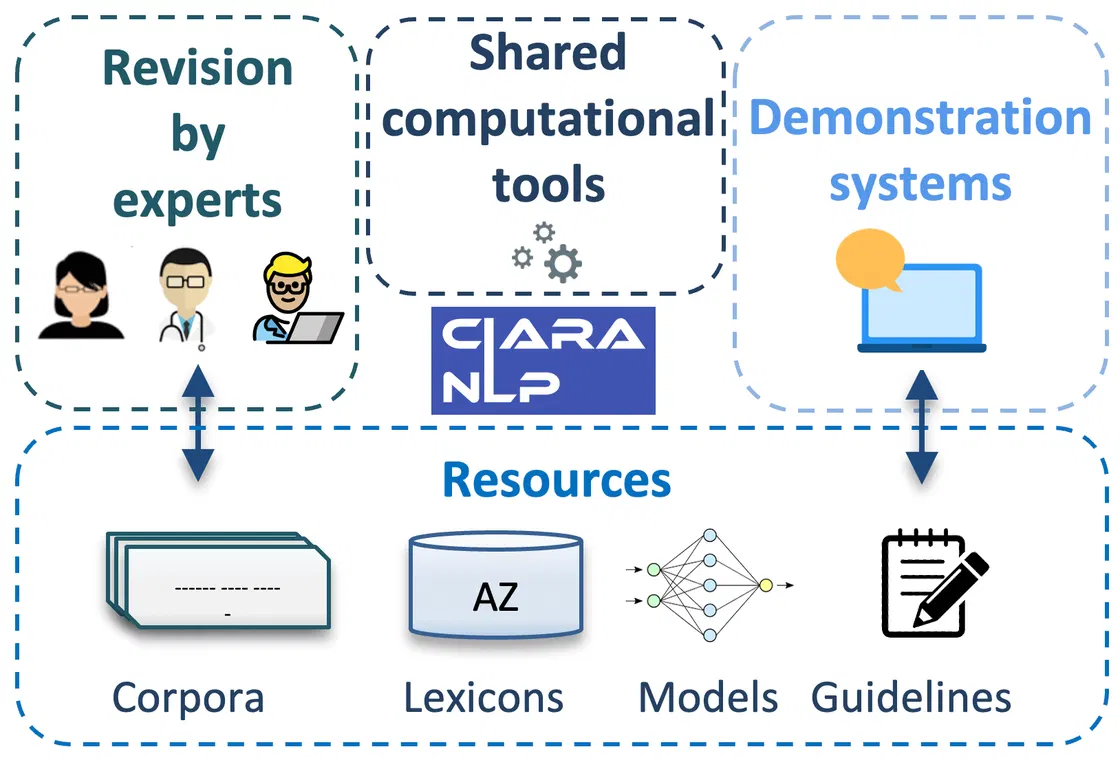 Revision
by
experts
Shared
computational
tools
Demonstration
systems
CLARA
NLP
Resources
------ ---- ----
-
AZ
Corpora
Lexicons
Models
Guidelines